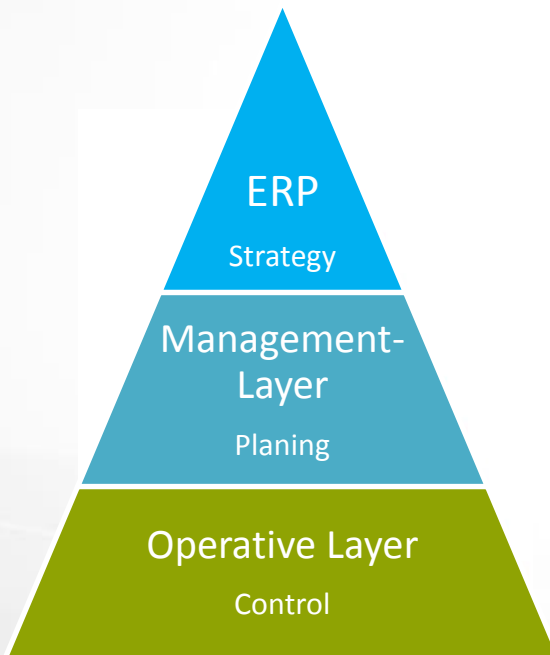 ERP
Strategy
Management-
Layer
Planing
Operative Layer
Control